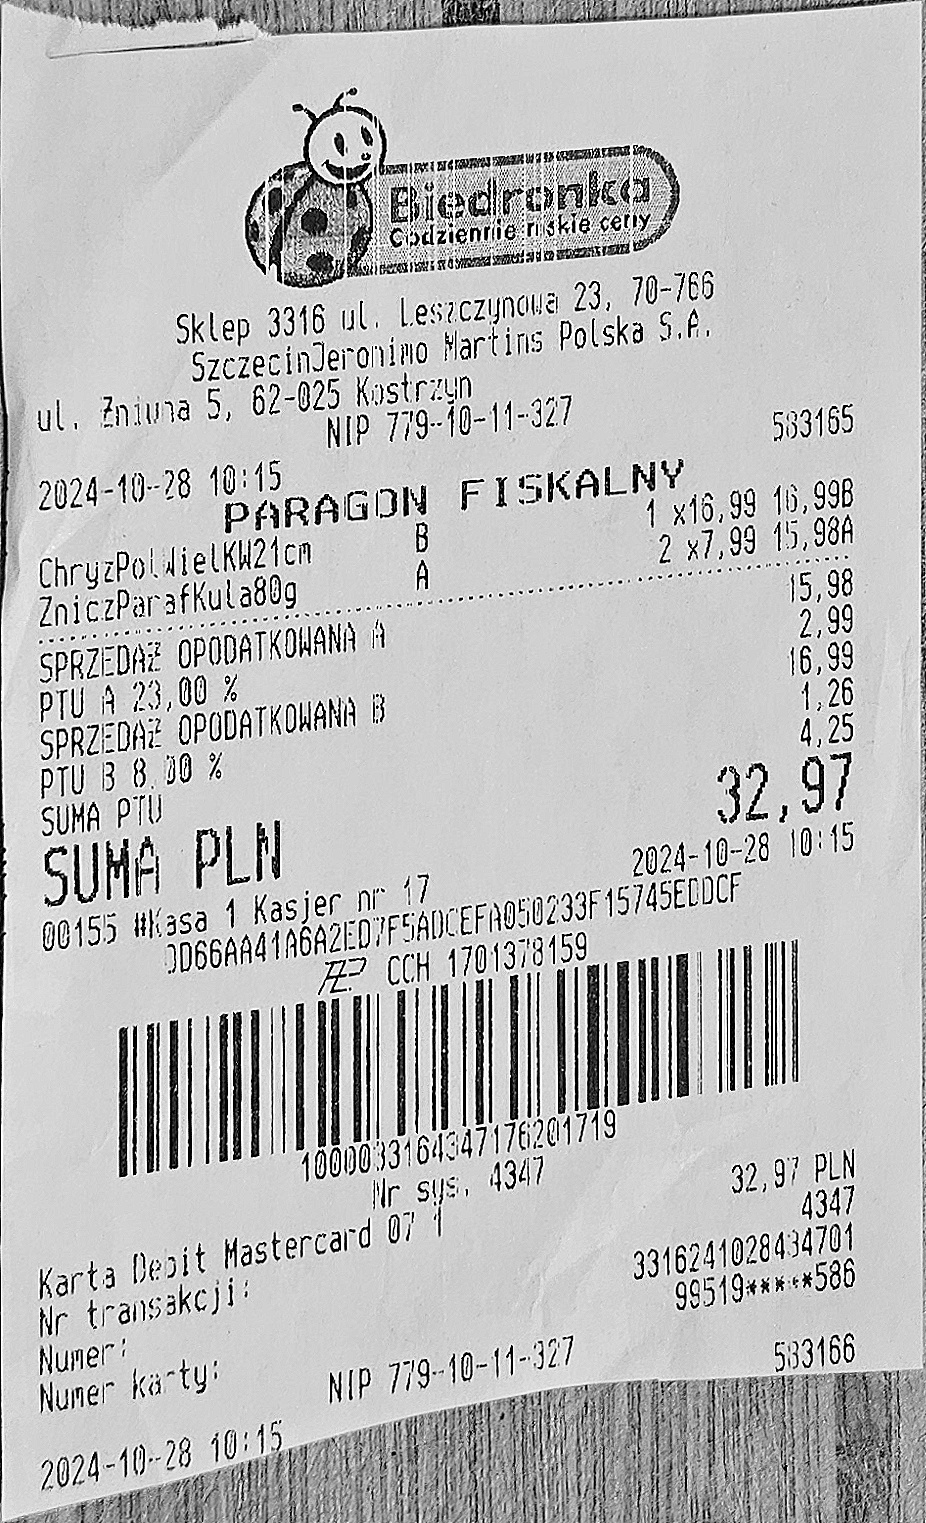 Biedronka
Codziennie niskie ceny
Sklep 3316 ul. Leszczynowa 23, 70-766
SzczecinJeronimo Martins Polska S.A.
ul. Żniwna 5, 62-025 Kostrzyn
NIP 779-10-11-327
2024-10-28 10:15 583165
PARAGON FISKALNY
ChryzPolWielKW21cm B 1 x16,99 16,99B
ZniczParafKula80g A 2 x7,99 15,98A
SPRZEDAŻ OPODATKOWANA A 15,98
PTU A 23,00 % 2,99
SPRZEDAŻ OPODATKOWANA B 16,99
PTU B 8,00 % 1,26
SUMA PTU 4,25
SUMA PLN 32,97
00155 #Kasa 1 Kasjer nr 17 2024-10-28 10:15
0D66AA41A6A2ED7F5ADCEFA050233F15745EDDCF
CCH 1701378159
1000033164347176201719
Nr sys. 4347
Karta Debit Mastercard 07 1 32,97 PLN
Nr transakcji: 4347
Numer: 3316241028434701
Numer karty: 99519*****586
NIP 779-10-11-327
2024-10-28 10:15 583166